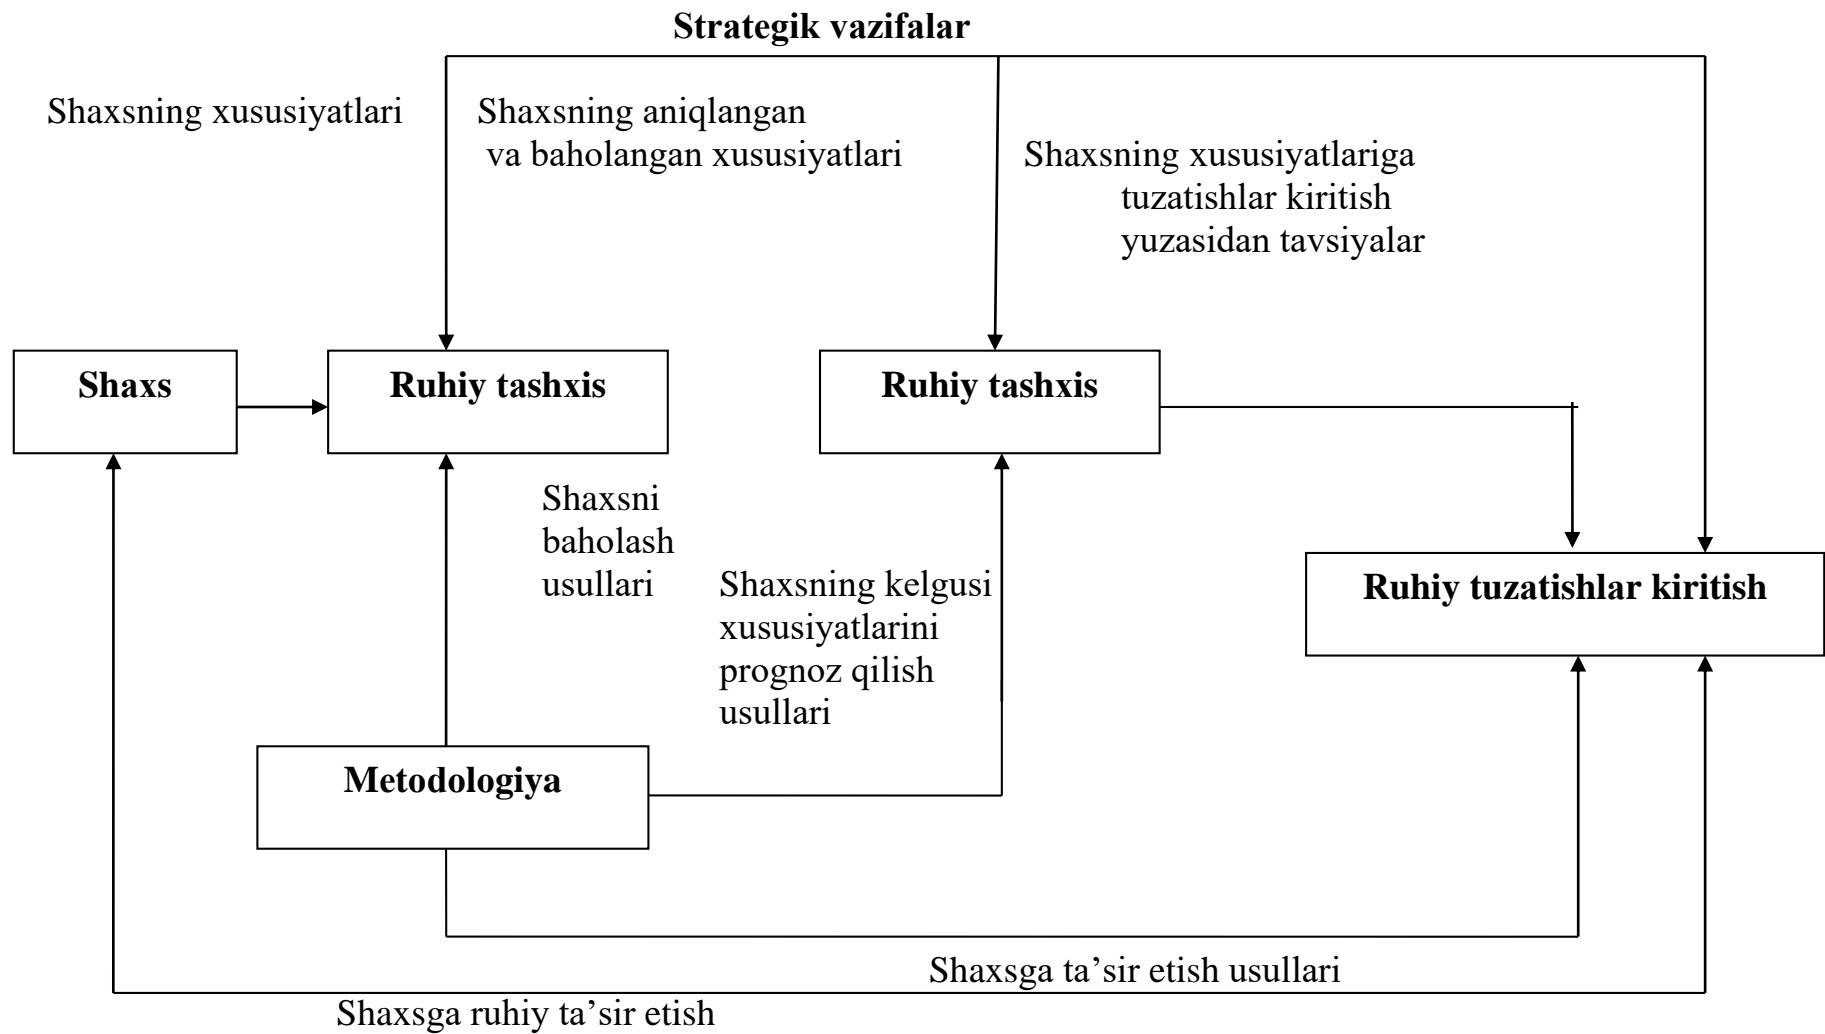 Strategik vazifalar
Shaxsning xususiyatlari
Shaxsning aniqlangan
va baholangan xususiyatlari
Shaxsning xususiyatlariga
tuzatishlar kiritish
yuzasidan tavsiyalar
Shaxs
Ruhiy tashxis
Ruhiy tashxis
Shaxsni
baholash
usullari
Shaxsning kelgusi
xususiyatlarini
prognoz qilish
usullari
Ruhiy tuzatishlar kiritish
Metodologiya
Shaxsga ta’sir etish usullari
Shaxsga ruhiy ta’sir etish